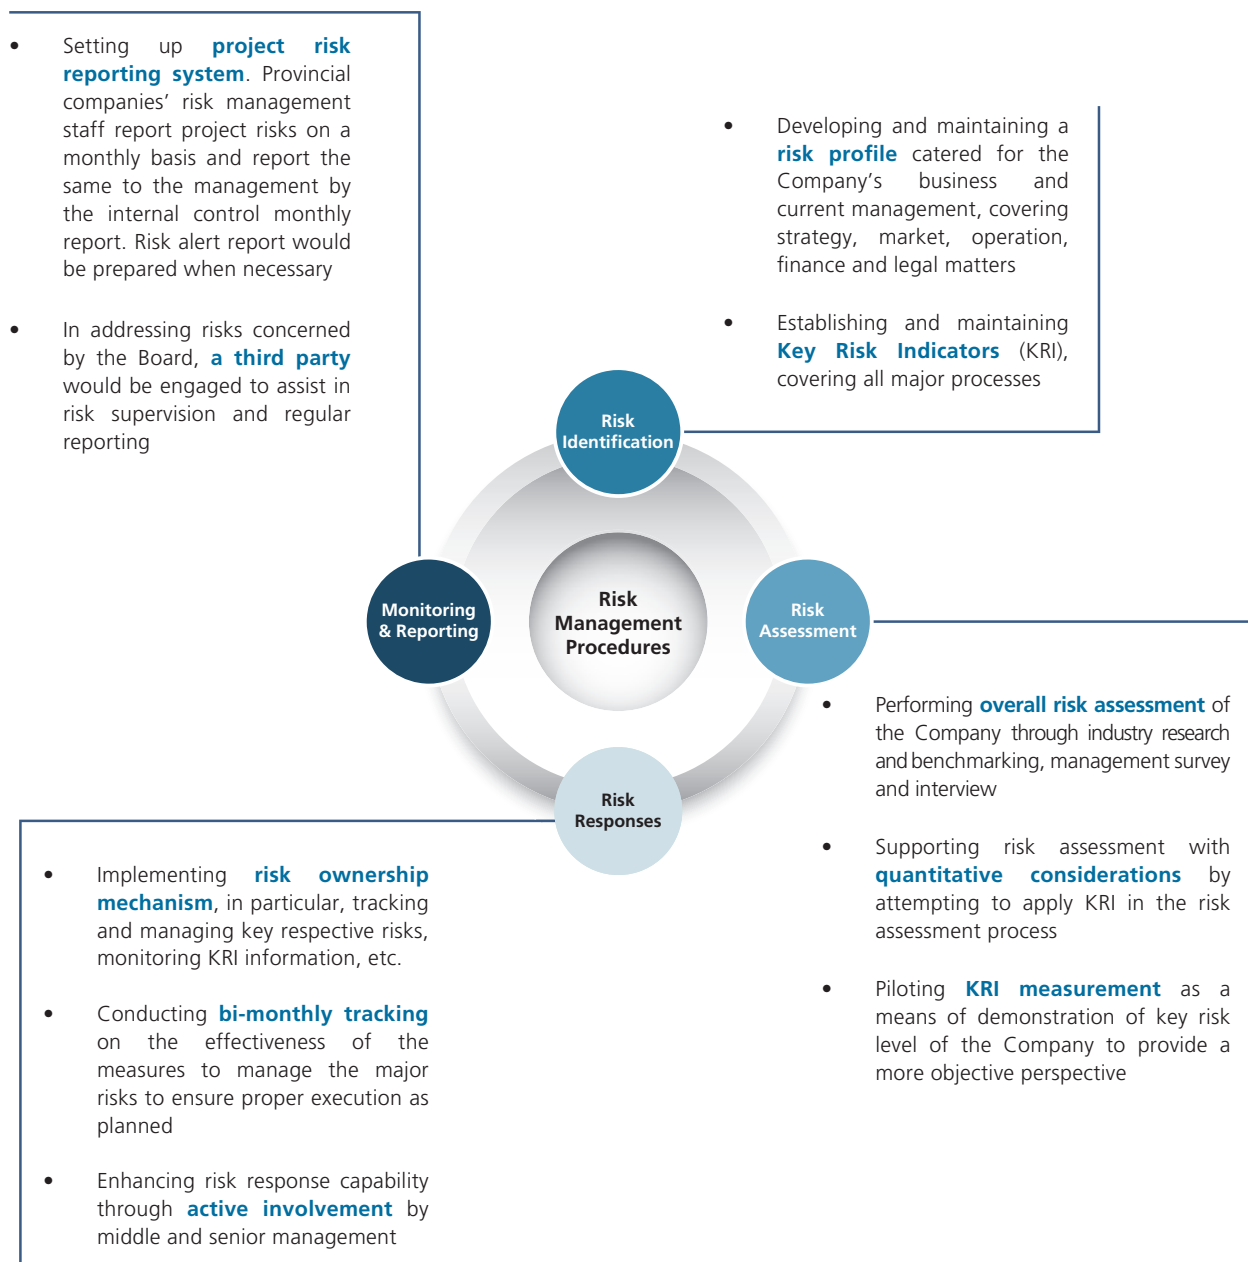 • Setting up project risk
reporting system. Provincial
companies’ risk management
staff report project risks on a
monthly basis and report the
same to the management by
the internal control monthly
report. Risk alert report would
be prepared when necessary
• In addressing risks concerned
by the Board, a third party
would be engaged to assist in
risk supervision and regular
reporting
• Developing and maintaining a
risk profile catered for the
Company’s business and
current management, covering
strategy, market, operation,
finance and legal matters
• Establishing and maintaining
Key Risk Indicators (KRI),
covering all major processes
Risk
Identification
Monitoring
& Reporting
Risk
Management
Procedures
Risk
Assessment
Risk
Responses
• Performing overall risk assessment of
the Company through industry research
and benchmarking, management survey
and interview
• Supporting risk assessment with
quantitative considerations by
attempting to apply KRI in the risk
assessment process
• Piloting KRI measurement as a
means of demonstration of key risk
level of the Company to provide a
more objective perspective
• Implementing risk ownership
mechanism, in particular, tracking
and managing key respective risks,
monitoring KRI information, etc.
• Conducting bi-monthly tracking
on the effectiveness of the
measures to manage the major
risks to ensure proper execution as
planned
• Enhancing risk response capability
through active involvement by
middle and senior management